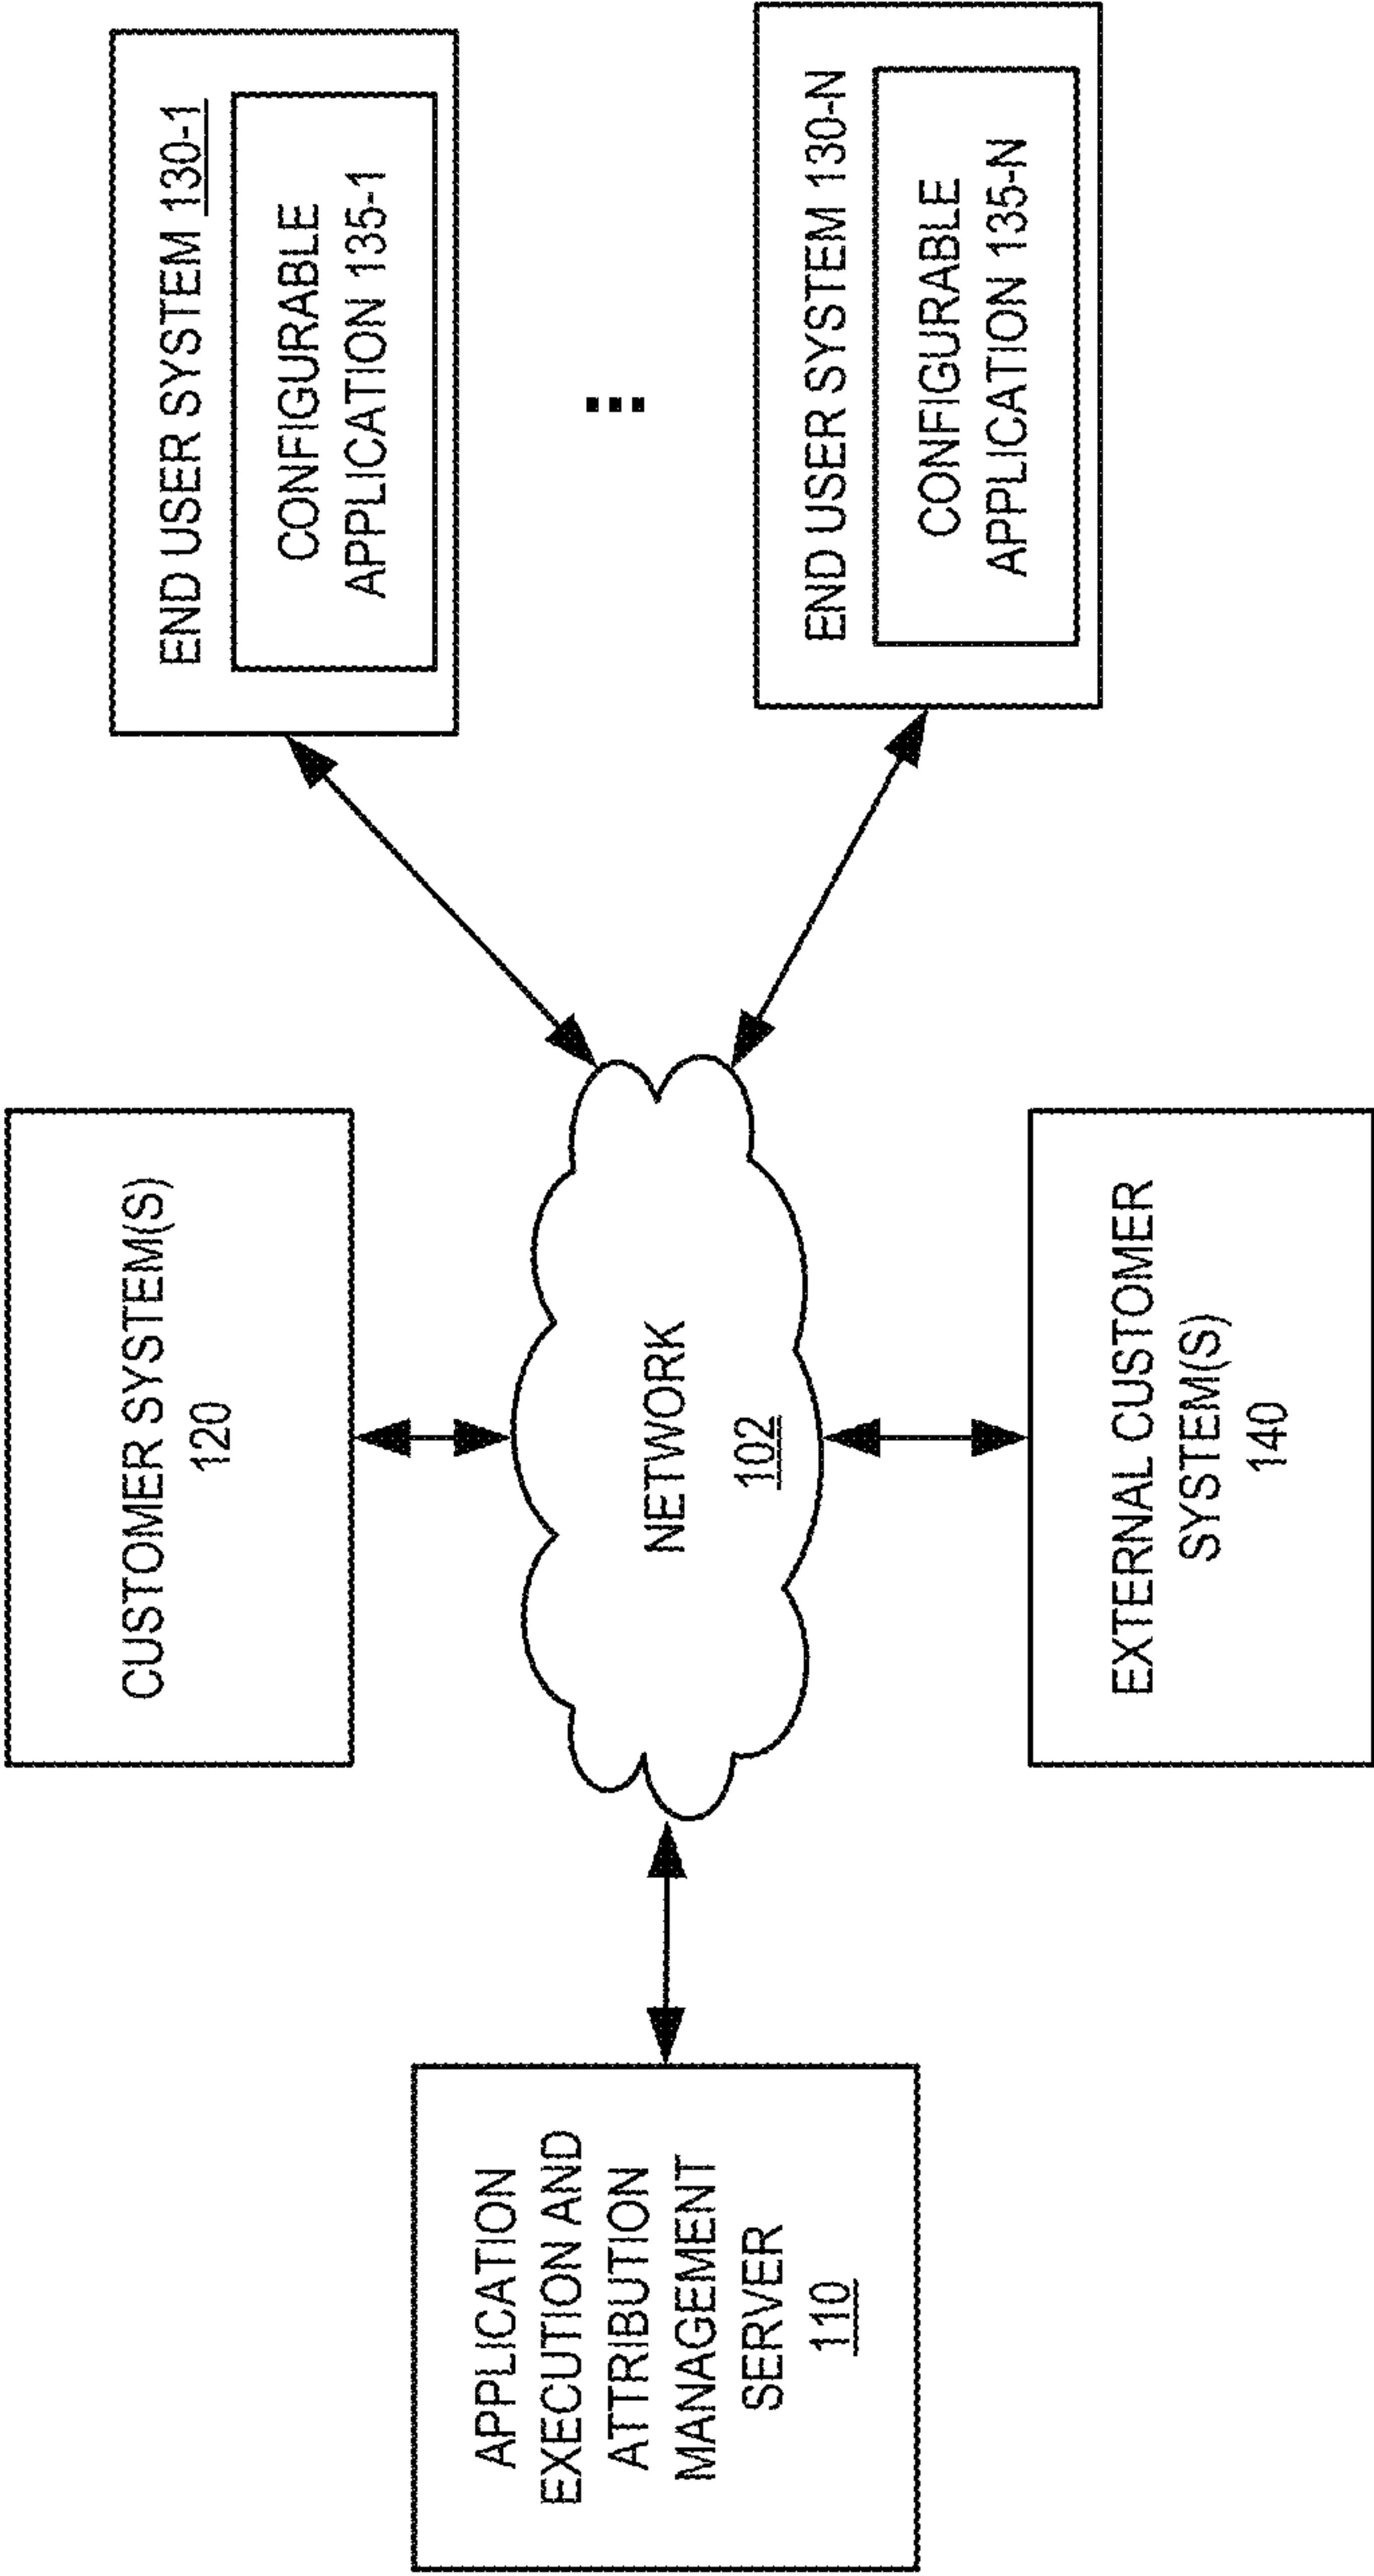 CUSTOMER SYSTEM(S)
120
END USER SYSTEM 130-1
CONFIGURABLE
APPLICATION 135-1
APPLICATION
EXECUTION AND
ATTRIBUTION
MANAGEMENT
SERVER
110
NETWORK
102
...
END USER SYSTEM 130-N
CONFIGURABLE
APPLICATION 135-N
EXTERNAL CUSTOMER
SYSTEM(S)
140